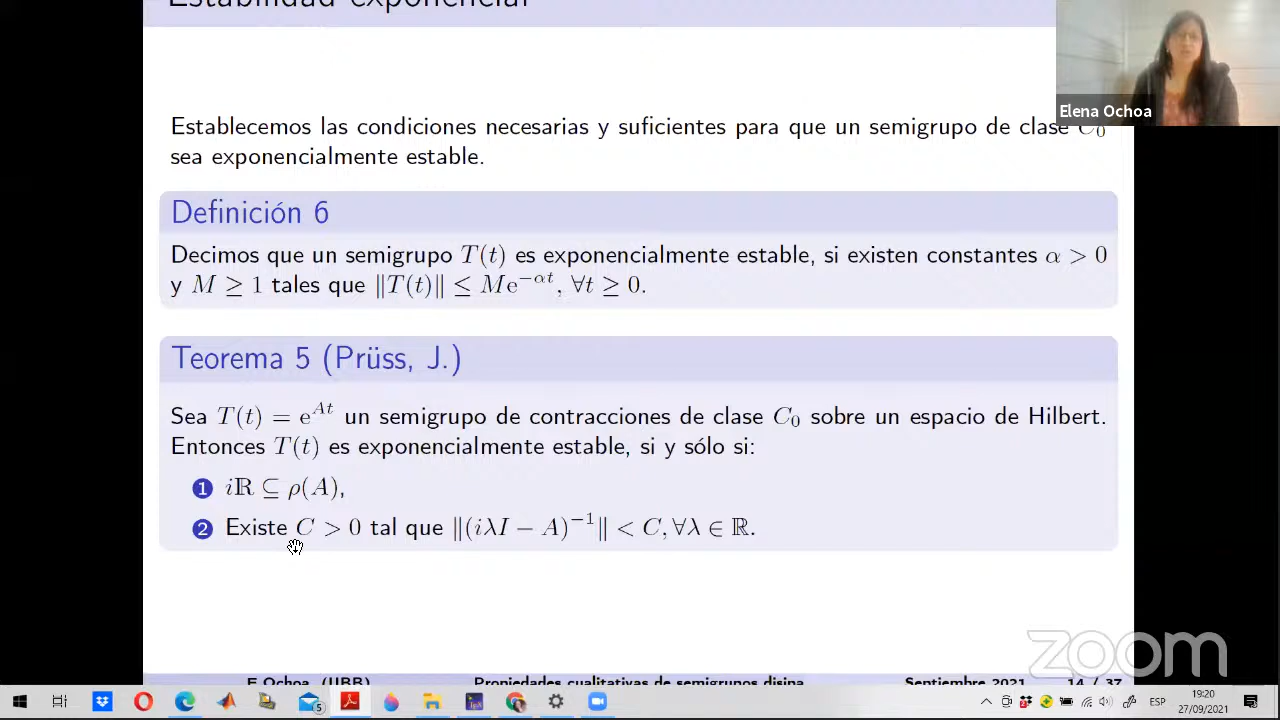 Estabilidad exponencial
Elena Ochoa
Establecemos las condiciones necesarias y suficientes para que un semigrupo de clase C₀
sea exponencialmente estable.
Definición 6
Decimos que un semigrupo T(t) es exponencialmente estable, si existen constantes α > 0
y M ≥ 1 tales que ‖T(t)‖ ≤ Me^{−αt}, ∀t ≥ 0.
Teorema 5 (Prüss, J.)
Sea T(t) = e^{At} un semigrupo de contracciones de clase C₀ sobre un espacio de Hilbert.
Entonces T(t) es exponencialmente estable, si y sólo si:
1 iℝ ⊆ ρ(A),
2 Existe C > 0 tal que ‖(iλI − A)^{−1}‖ < C, ∀λ ∈ ℝ.
zoom
E.Ochoa (UBB) Propiedades cualitativas de semigrupos disipa Septiembre 2021 14 / 37
5
ESP
19:20
27/09/2021